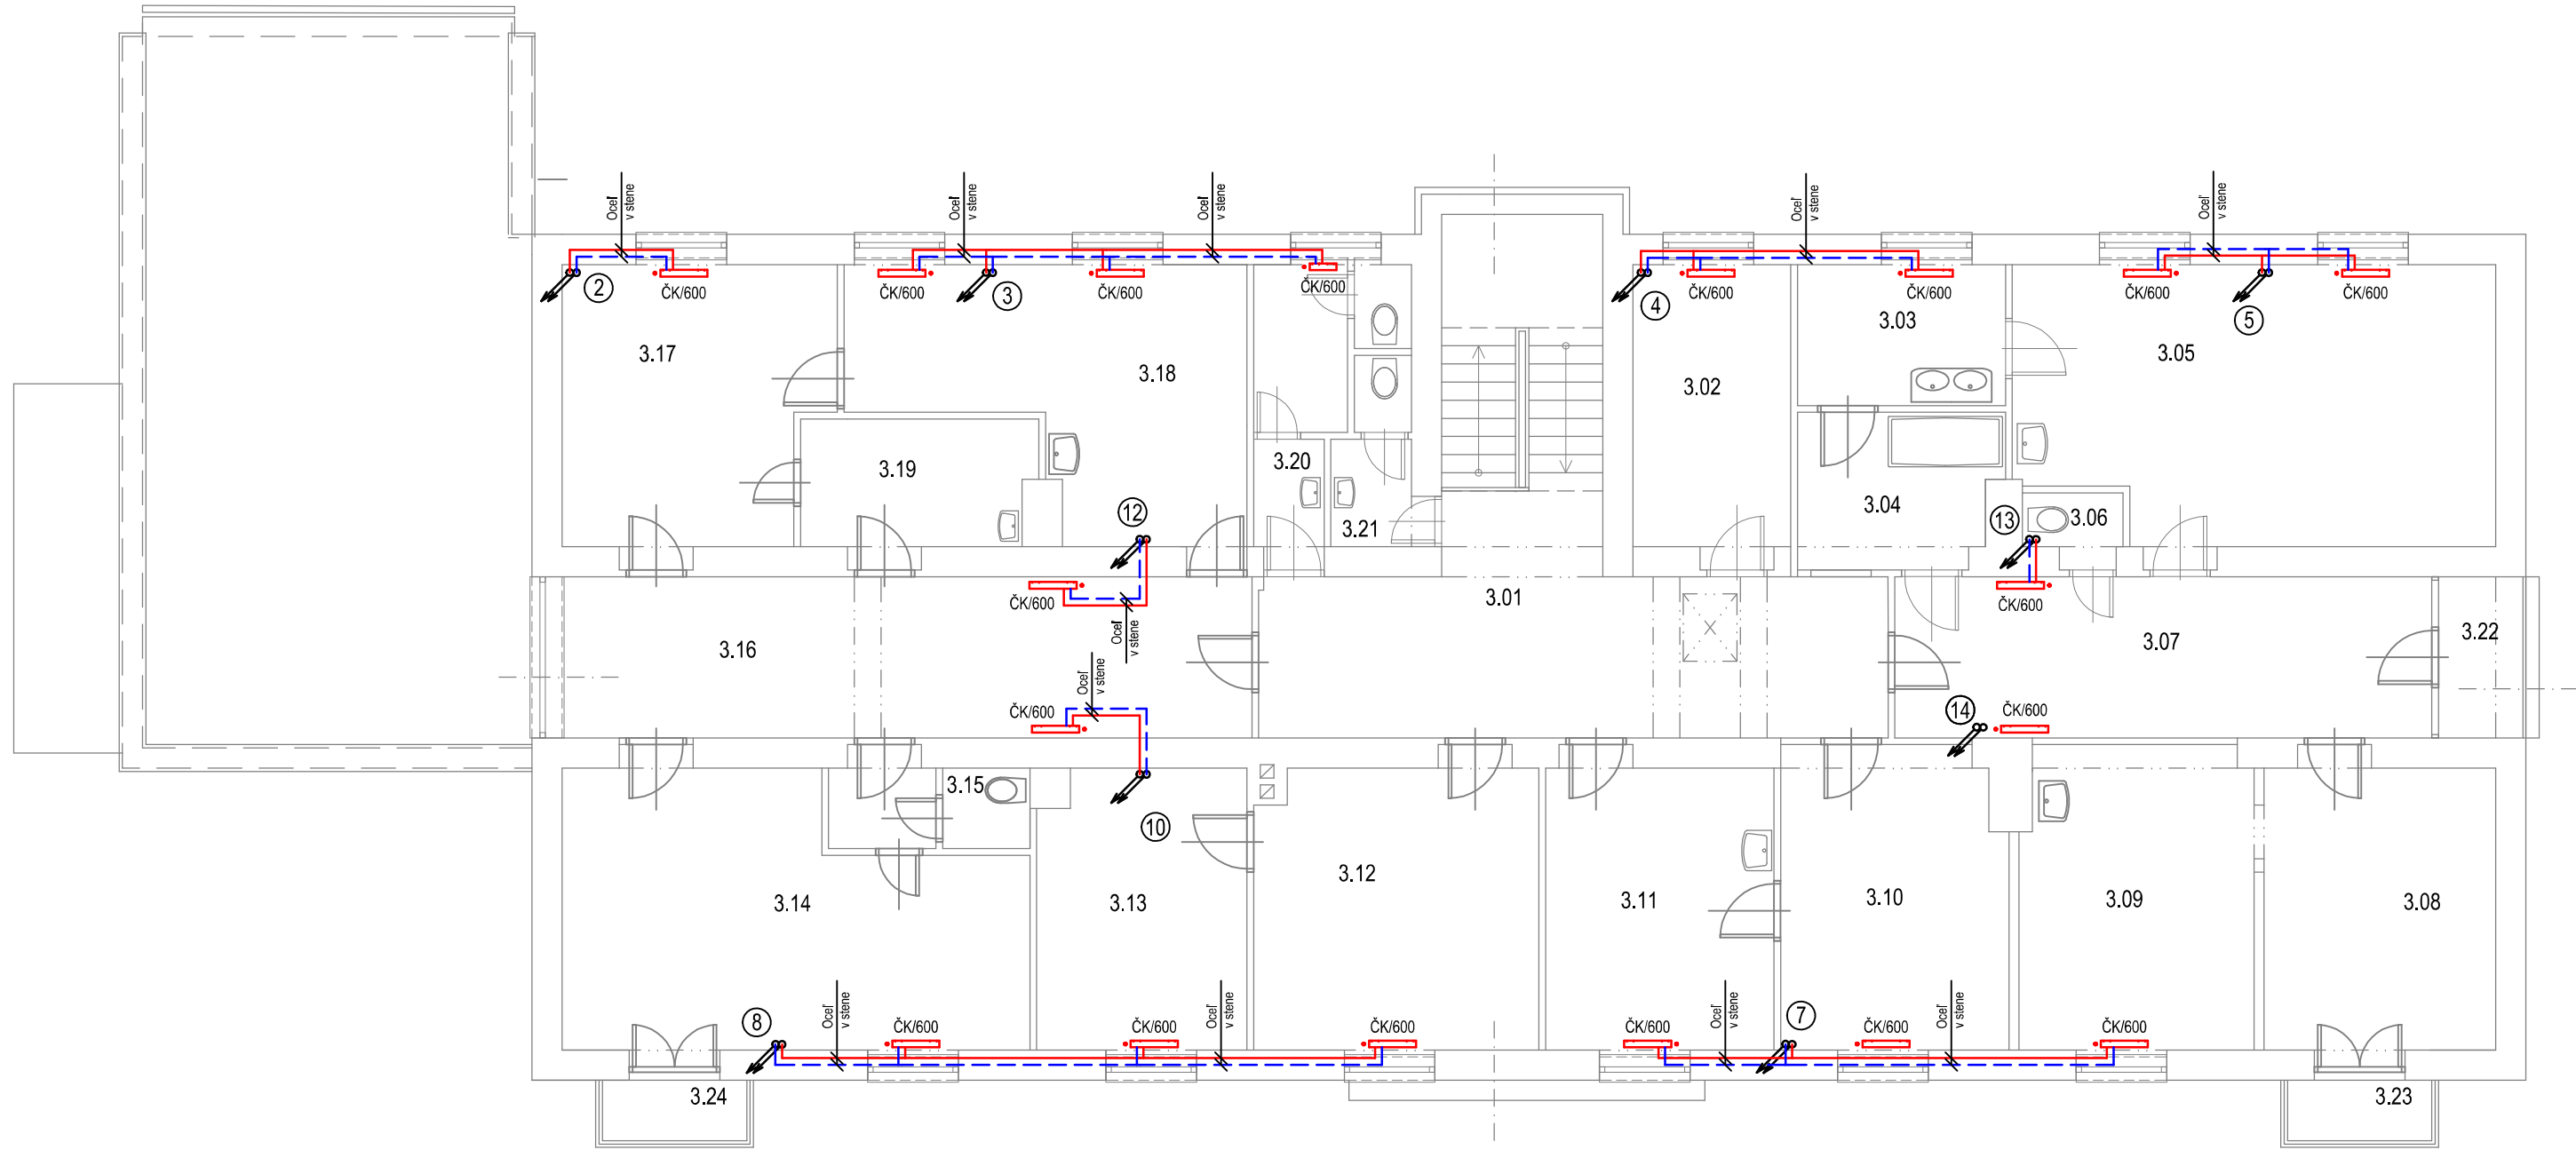 Oceľ
v stene
Oceľ
v stene
Oceľ
v stene
Oceľ
v stene
Oceľ
v stene
2
ČK/600
ČK/600
3
ČK/600
ČK/600
4
ČK/600
ČK/600
ČK/600
5
ČK/600
3.17
3.18
3.02
3.03
3.05
3.19
3.20
3.21
3.04
3.06
12
13
ČK/600
Oceľ
v stene
3.01
ČK/600
3.16
3.07
3.22
Oceľ
v stene
ČK/600
14
ČK/600
3.15
10
3.14
3.13
3.12
3.11
3.10
3.09
3.08
8
Oceľ
v stene
ČK/600
ČK/600
Oceľ
v stene
ČK/600
ČK/600
Oceľ
v stene
7
ČK/600
Oceľ
v stene
ČK/600
3.24
3.23